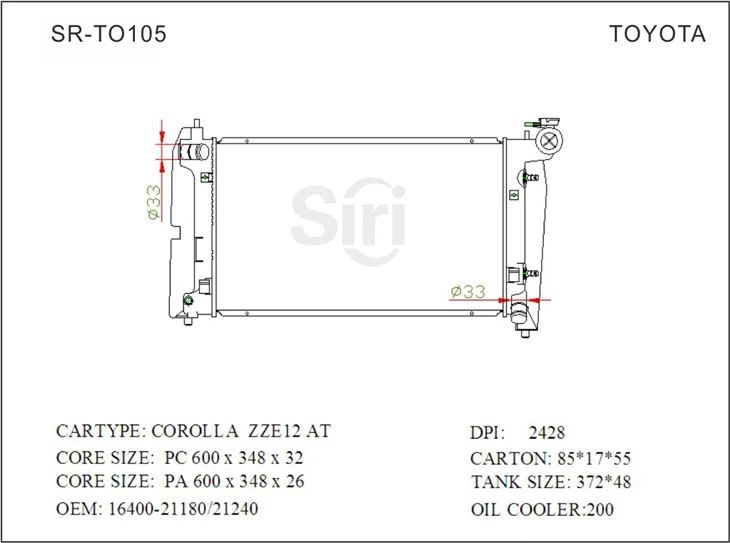 SR-TO105
TOYOTA
Siri
ø33
ø33
CARTYPE: COROLLA ZZE12 AT
CORE SIZE: PC 600 x 348 x 32
CORE SIZE: PA 600 x 348 x 26
OEM: 16400-21180/21240
DPI: 2428
CARTON: 85*17*55
TANK SIZE: 372*48
OIL COOLER:200